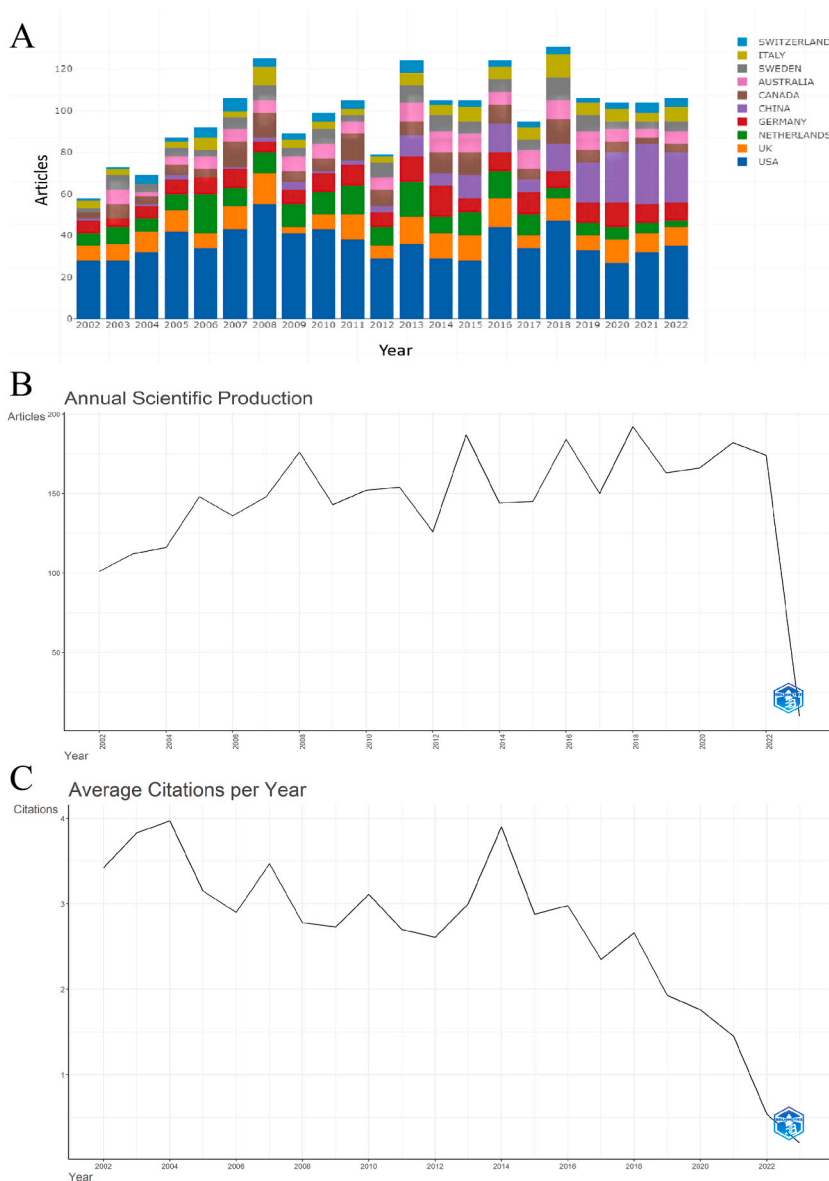 A
SWITZERLAND
ITALY
SWEDEN
AUSTRALIA
CANADA
CHINA
GERMANY
NETHERLANDS
UK
USA
Articles
120
100
80
60
40
20
0
2002 2003 2004 2005 2006 2007 2008 2009 2010 2011 2012 2013 2014 2015 2016 2017 2018 2019 2020 2021 2022
Year
B
Annual Scientific Production
Articles
200
150
100
50
2002 2004 2006 2008 2010 2012 2014 2016 2018 2020 2022
Year
C
Average Citations per Year
Citations
4
3
2
1
2002 2004 2006 2008 2010 2012 2014 2016 2018 2020 2022
Year